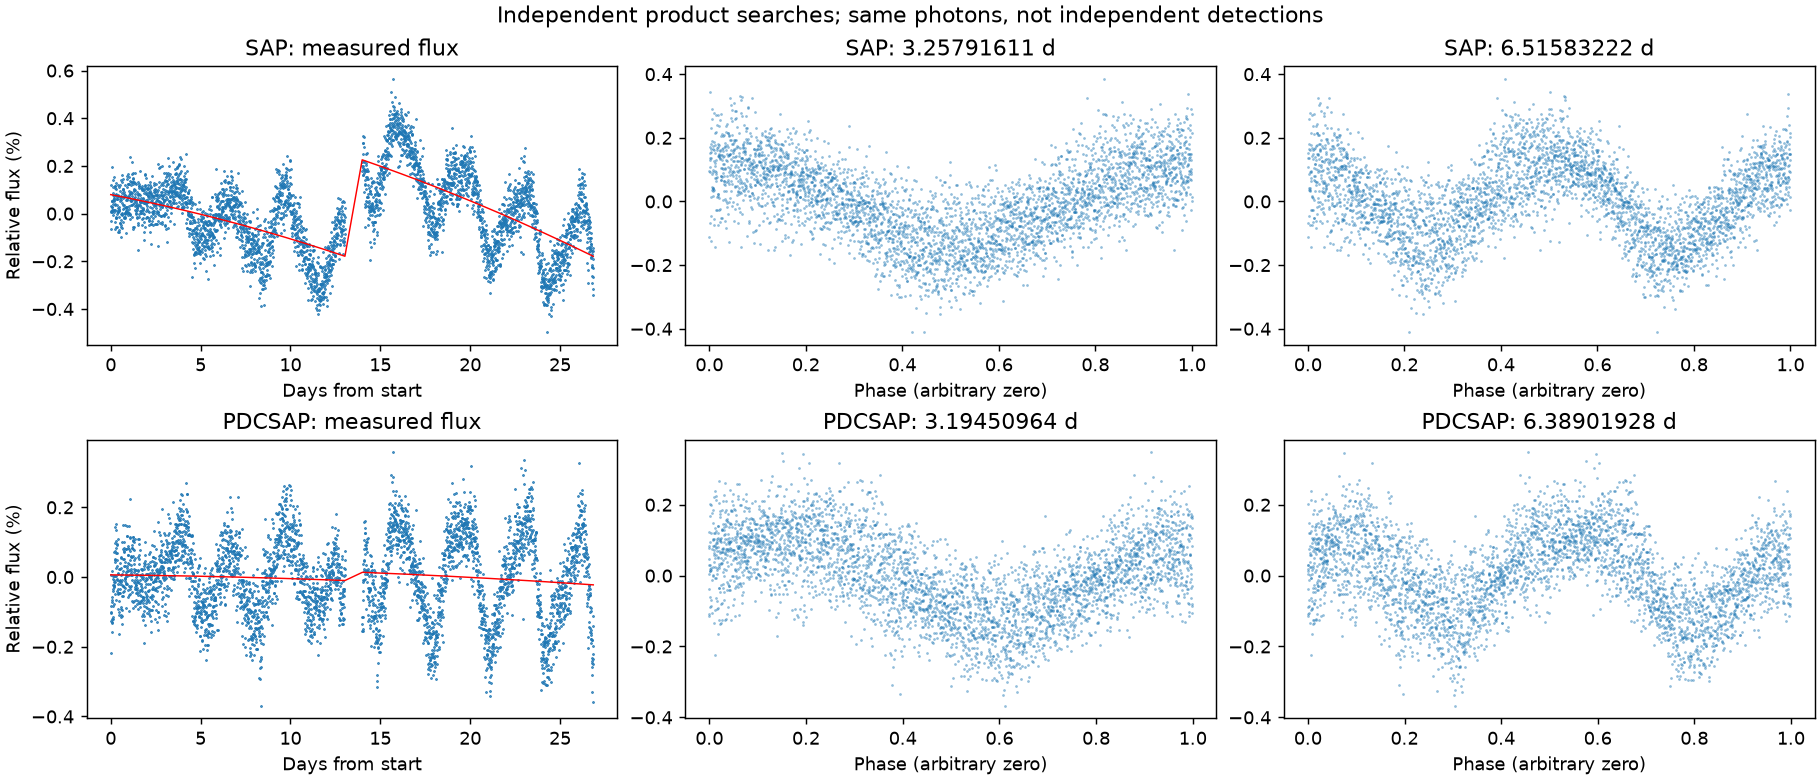 Independent product searches; same photons, not independent detections
SAP: measured flux
SAP: 3.25791611 d
SAP: 6.51583222 d
Relative flux (%)
0.6
0.4
0.2
0.0
−0.2
−0.4
0 5 10 15 20 25
Days from start
0.4
0.2
0.0
−0.2
−0.4
0.0 0.2 0.4 0.6 0.8 1.0
Phase (arbitrary zero)
0.4
0.2
0.0
−0.2
−0.4
0.0 0.2 0.4 0.6 0.8 1.0
Phase (arbitrary zero)
PDCSAP: measured flux
PDCSAP: 3.19450964 d
PDCSAP: 6.38901928 d
Relative flux (%)
0.2
0.0
−0.2
−0.4
0 5 10 15 20 25
Days from start
0.2
0.0
−0.2
−0.4
0.0 0.2 0.4 0.6 0.8 1.0
Phase (arbitrary zero)
0.2
0.0
−0.2
−0.4
0.0 0.2 0.4 0.6 0.8 1.0
Phase (arbitrary zero)